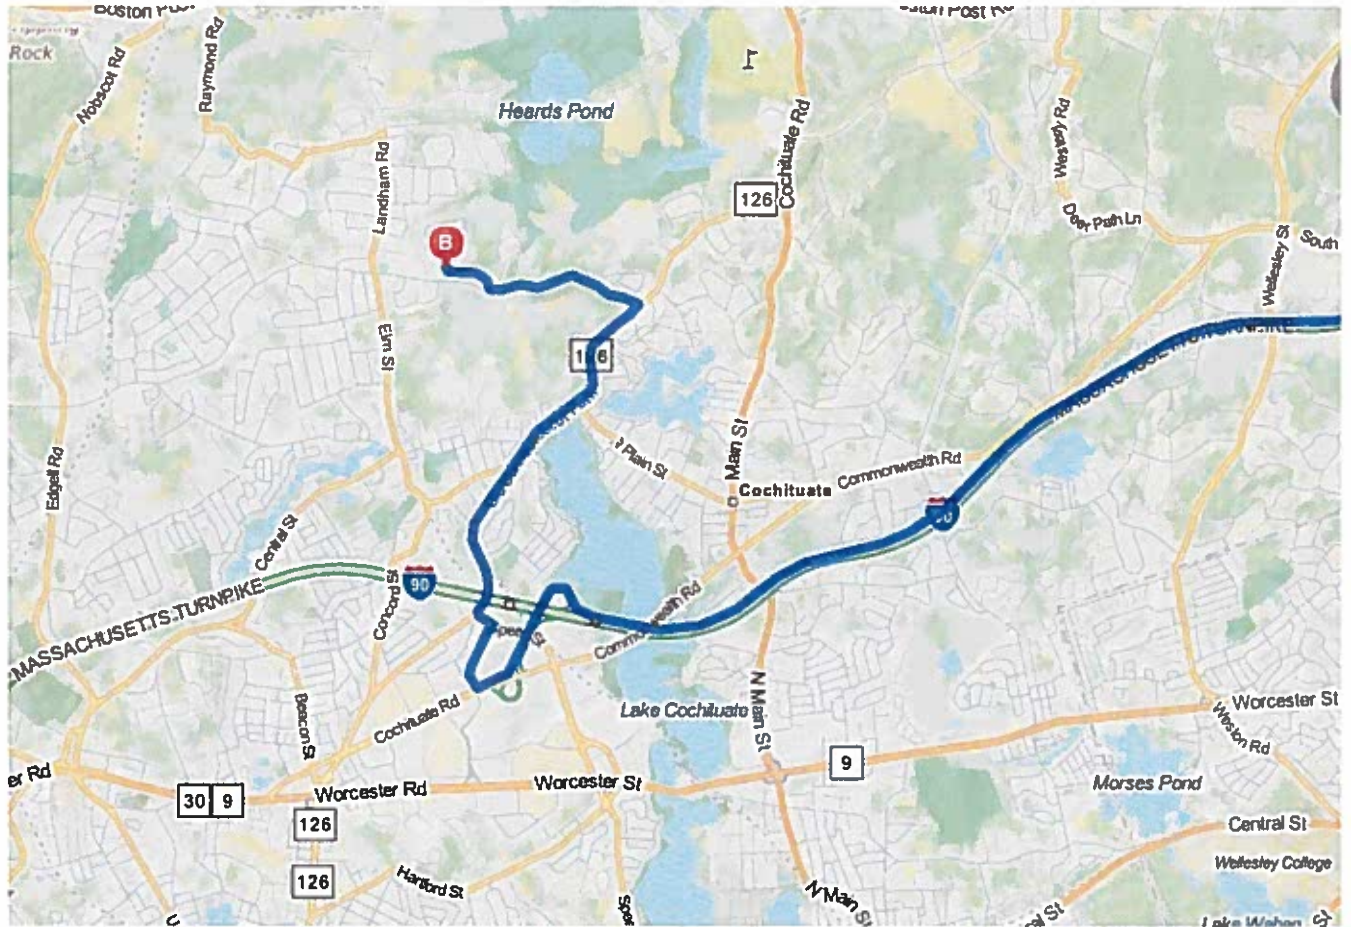 Boston Post
Rock
Nobscot Rd
Raymond Rd
Heards Pond
Landham Rd
Cochituate Rd
126
Westerly Rd
Deer Path Ln
Wellesley St
South
B
Elm St
Main St
Plain St
Cochituate
Commonwealth Rd
90
Edgell Rd
Central St
90
MASSACHUSETTS TURNPIKE
Concord St
Commonwealth Rd
Beacon St
Cochituate Rd
Lake Cochituate
N Main St
Worcester St
Weston Rd
er Rd
30
9
Worcester Rd
Worcester St
9
Morses Pond
126
Central St
Wellesley College
126
Hartford St
N Main St